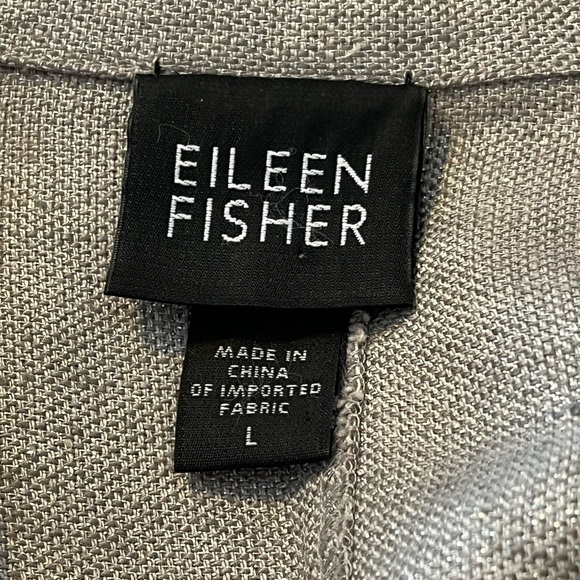 EILEEN
FISHER
MADE IN
CHINA
OF IMPORTED
FABRIC
L